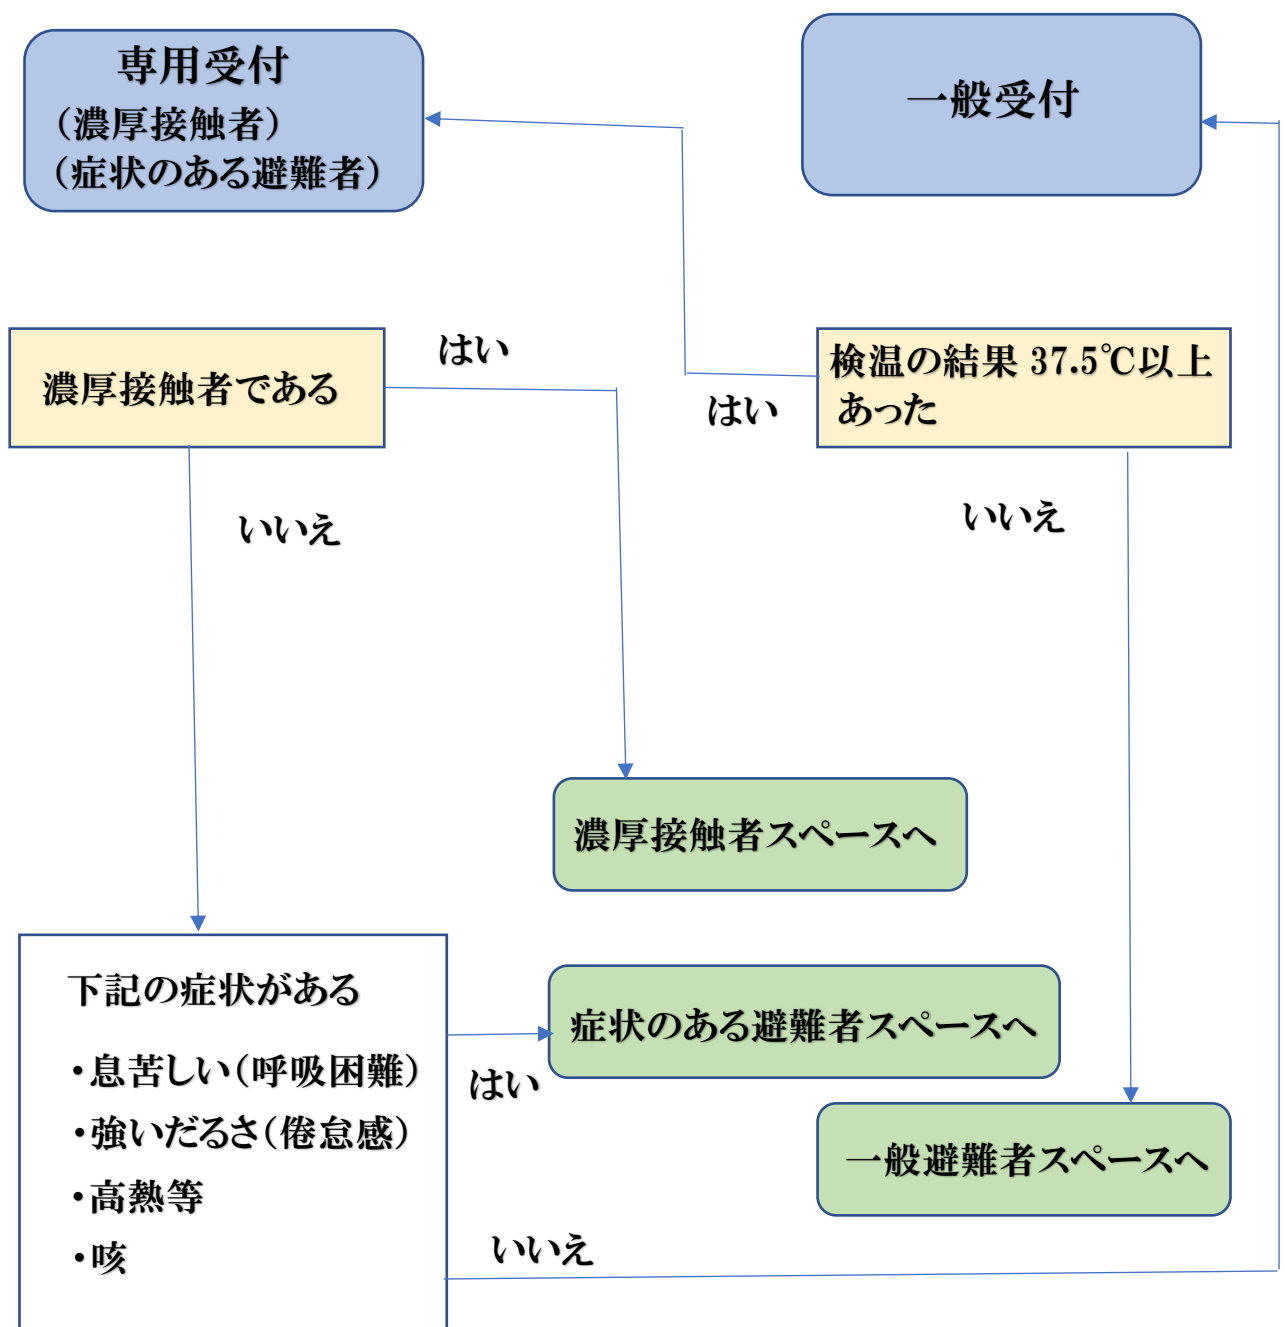 専用受付
（濃厚接触者）
（症状のある避難者）
一般受付
濃厚接触者である
はい
いいえ
検温の結果 37.5℃以上
あった
はい
いいえ
濃厚接触者スペースへ
下記の症状がある
・息苦しい（呼吸困難）
・強いだるさ（倦怠感）
・高熱等
・咳
はい
症状のある避難者スペースへ
一般避難者スペースへ
いいえ